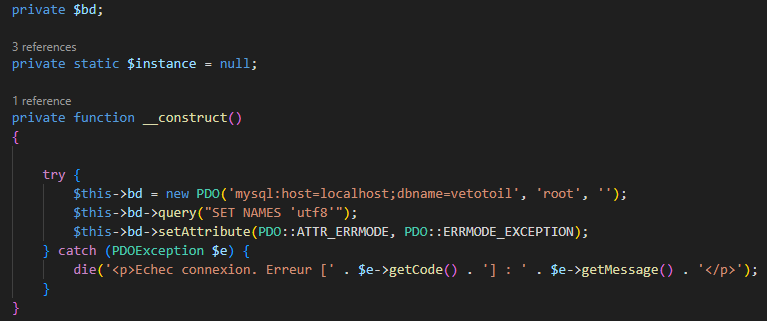 private $bd;
3 references
private static $instance = null;
1 reference
private function __construct()
{
try {
$this->bd = new PDO('mysql:host=localhost;dbname=vetotoil', 'root', '');
$this->bd->query("SET NAMES 'utf8'");
$this->bd->setAttribute(PDO::ATTR_ERRMODE, PDO::ERRMODE_EXCEPTION);
} catch (PDOException $e) {
die('<p>Echec connexion. Erreur [' . $e->getCode() . '] : ' . $e->getMessage() . '</p>');
}
}